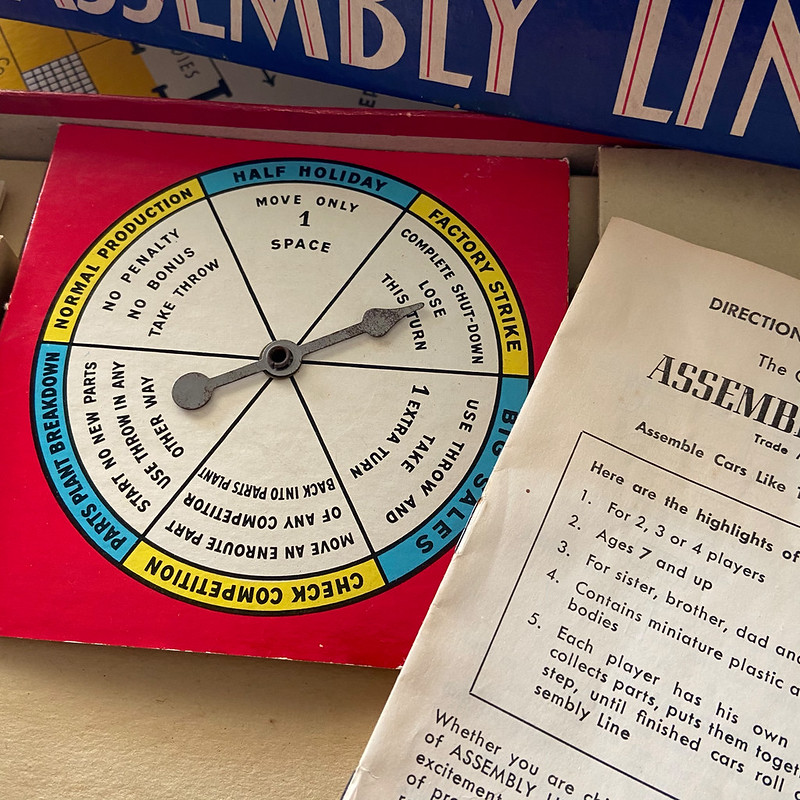 ASSEMBLY LIN
HALF HOLIDAY
MOVE ONLY
1
SPACE
FACTORY STRIKE
COMPLETE SHUT-DOWN
LOSE
THIS TURN
BIG SALES
USE THROW AND
TAKE
1 EXTRA TURN
CHECK COMPETITION
MOVE AN ENROUTE PART
OF ANY COMPETITOR
BACK INTO PARTS PLANT
PARTS PLANT BREAKDOWN
START NO NEW PARTS
USE THROW IN ANY
OTHER WAY
NORMAL PRODUCTION
NO PENALTY
NO BONUS
TAKE THROW
DIRECTION
The
ASSEMB
Trade
Assemble Cars Like
Here are the highlights of
1. For 2, 3 or 4 players
2. Ages 7 and up
3. For sister, brother, dad and
4. Contains miniature plastic
bodies
5. Each player has his own
collects parts, puts them toget
step, until finished cars roll
sembly Line
Whether you are
of ASSEMBLY
excitement
of